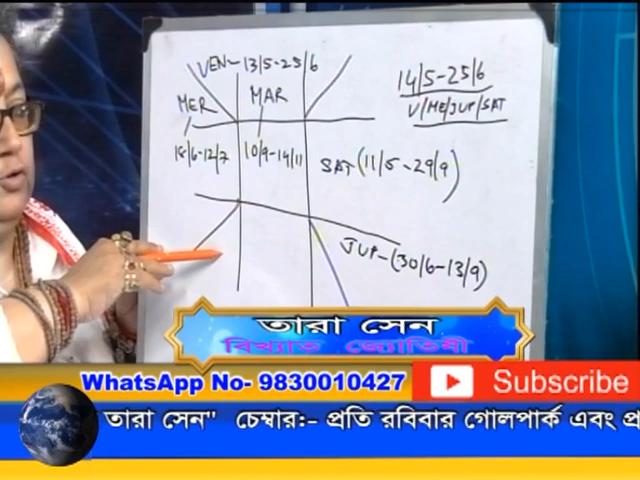 VEN-13/5-25/6
MER
MAR
18/6-12/7
10/9-14/11
SAT (11/5-29/9)
JUP-(30/6-13/9)
14/5-25/6
V/ME/JUP/SAT
তারা সেন
বিখ্যাত জ্যোতিষী
WhatsApp No- 9830010427
Subscribe
তারা সেন" চেম্বার:- প্রতি রবিবার গোলপার্ক এবং প্র